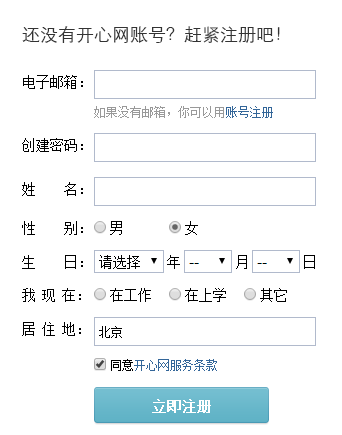 还没有开心网账号？赶紧注册吧！
电子邮箱：
如果没有邮箱，你可以用账号注册
创建密码：
姓 名：
性 别： 男 女
生 日： 请选择 年 -- 月 -- 日
我 现 在： 在工作 在上学 其它
居 住 地： 北京
同意开心网服务条款
立即注册